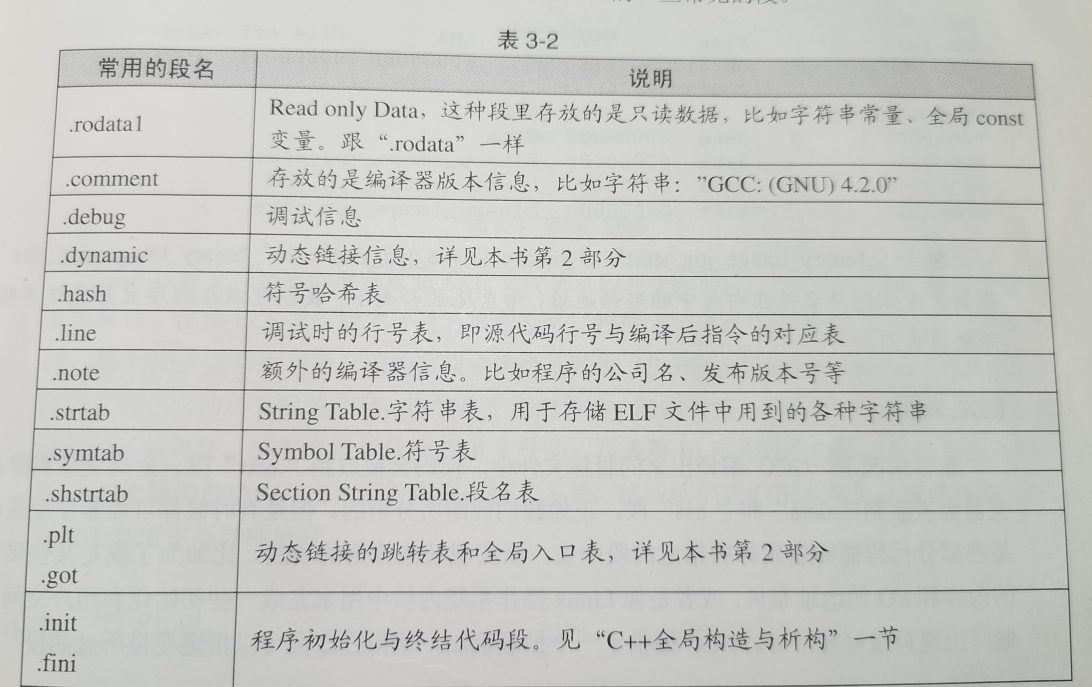 表 3-2
常用的段名 说明
.rodata1 Read only Data，这种段里存放的是只读数据，比如字符串常量、全局 const
变量。跟“.rodata”一样
.comment 存放的是编译器版本信息，比如字符串：”GCC: (GNU) 4.2.0”
.debug 调试信息
.dynamic 动态链接信息，详见本书第 2 部分
.hash 符号哈希表
.line 调试时的行号表，即源代码行号与编译后指令的对应表
.note 额外的编译器信息。比如程序的公司名、发布版本号等
.strtab String Table.字符串表，用于存储 ELF 文件中用到的各种字符串
.symtab Symbol Table.符号表
.shstrtab Section String Table.段名表
.plt
.got
动态链接的跳转表和全局入口表，详见本书第 2 部分
.init
.fini
程序初始化与终结代码段。见“C++全局构造与析构”一节